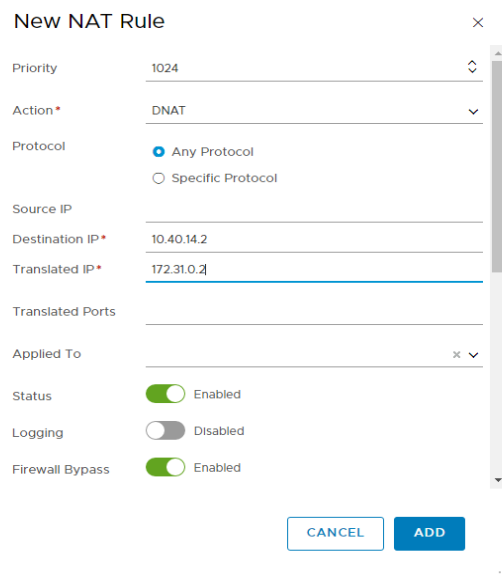 New NAT Rule
Priority 1024
Action* DNAT
Protocol Any Protocol
Specific Protocol
Source IP
Destination IP* 10.40.14.2
Translated IP* 172.31.0.2
Translated Ports
Applied To
Status Enabled
Logging Disabled
Firewall Bypass Enabled
CANCEL ADD